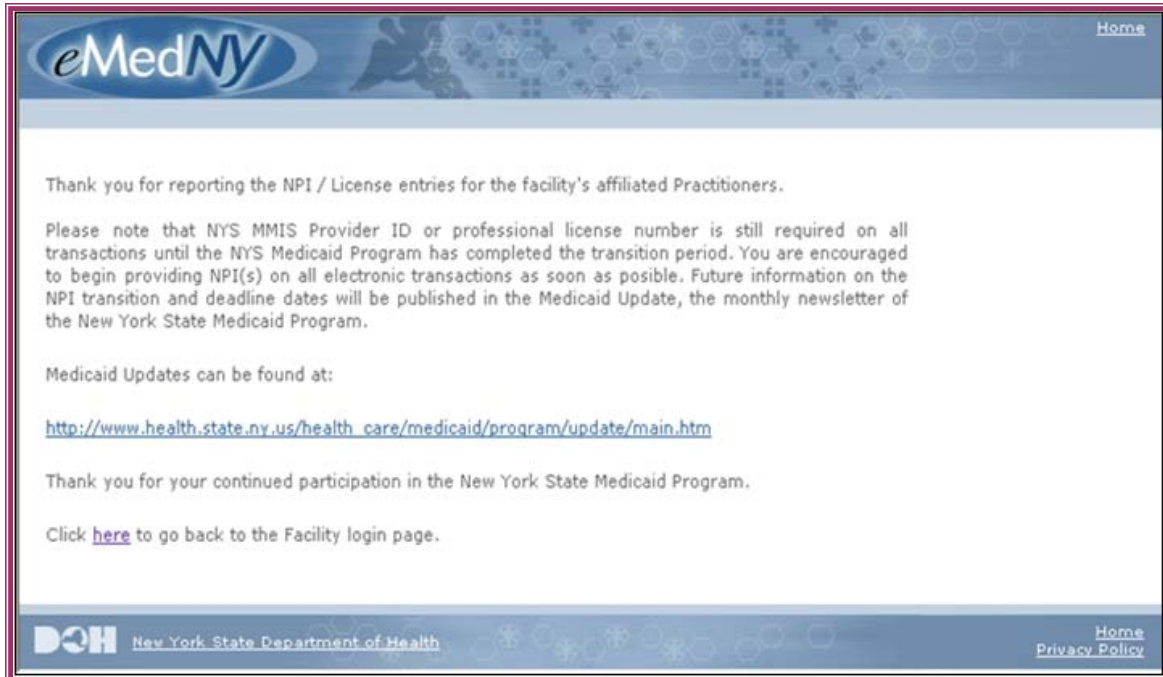 Home
eMedNY
Thank you for reporting the NPI / License entries for the facility's affiliated Practitioners.
Please note that NYS MMIS Provider ID or professional license number is still required on all
transactions until the NYS Medicaid Program has completed the transition period. You are encouraged
to begin providing NPI(s) on all electronic transactions as soon as posible. Future information on the
NPI transition and deadline dates will be published in the Medicaid Update, the monthly newsletter of
the New York State Medicaid Program.
Medicaid Updates can be found at:
http://www.health.state.ny.us/health_care/medicaid/program/update/main.htm
Thank you for your continued participation in the New York State Medicaid Program.
Click here to go back to the Facility login page.
DOH New York State Department of Health
Home
Privacy Policy